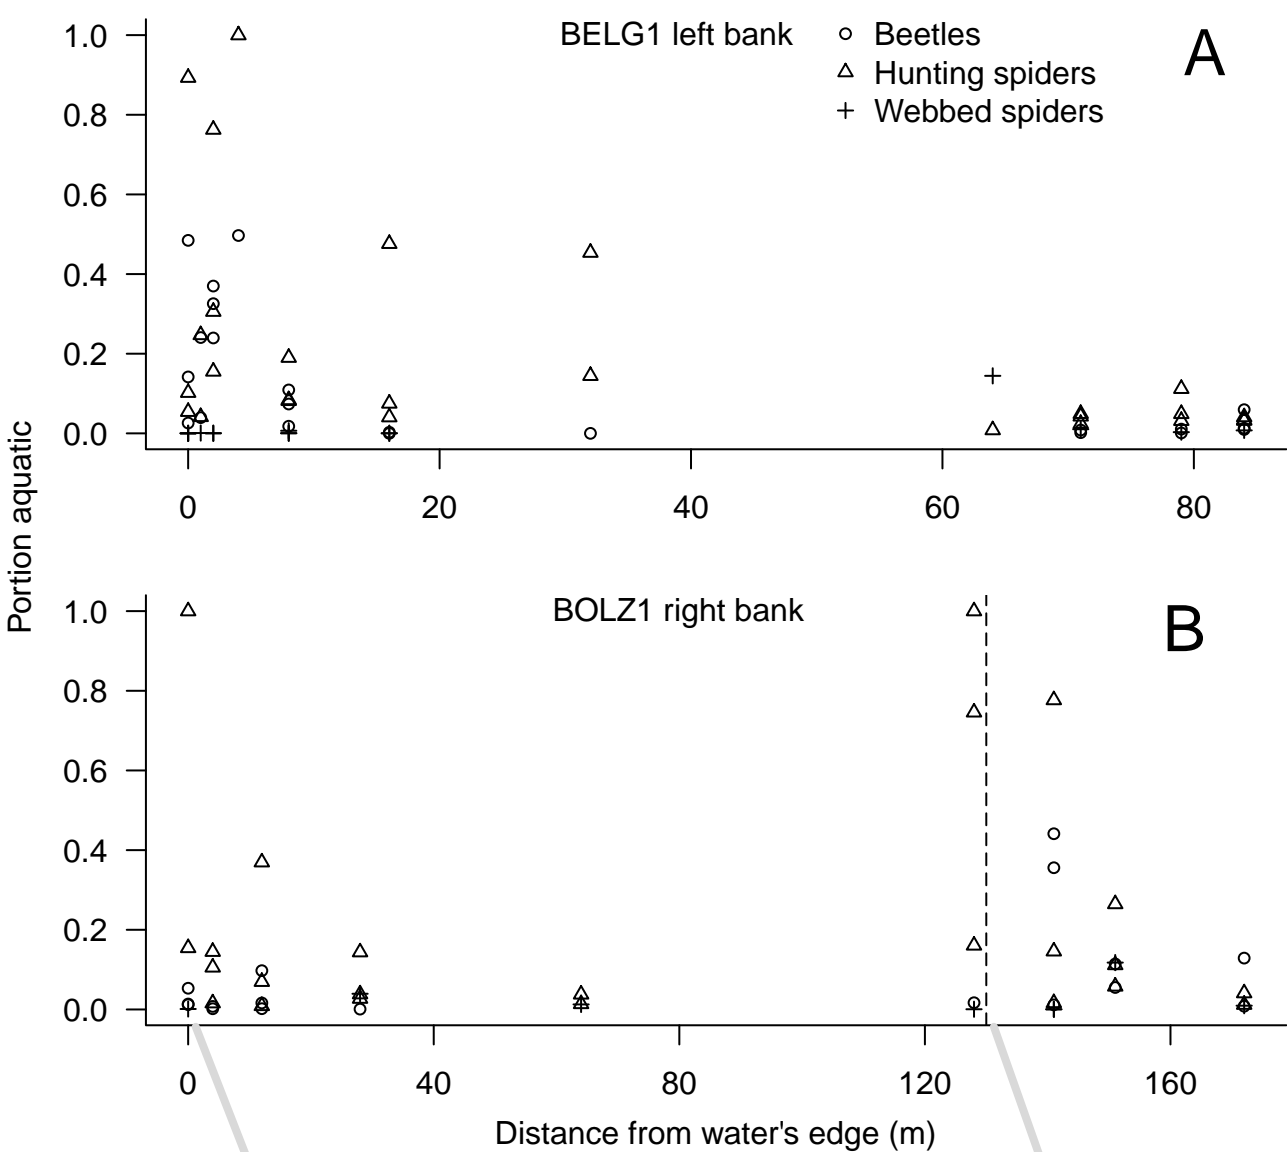 BELG1 left bank
Beetles
Hunting spiders
Webbed spiders
A
1.0
0.8
0.6
0.4
0.2
0.0
0 20 40 60 80
Portion aquatic
BOLZ1 right bank
B
1.0
0.8
0.6
0.4
0.2
0.0
0 40 80 120 160
Distance from water's edge (m)